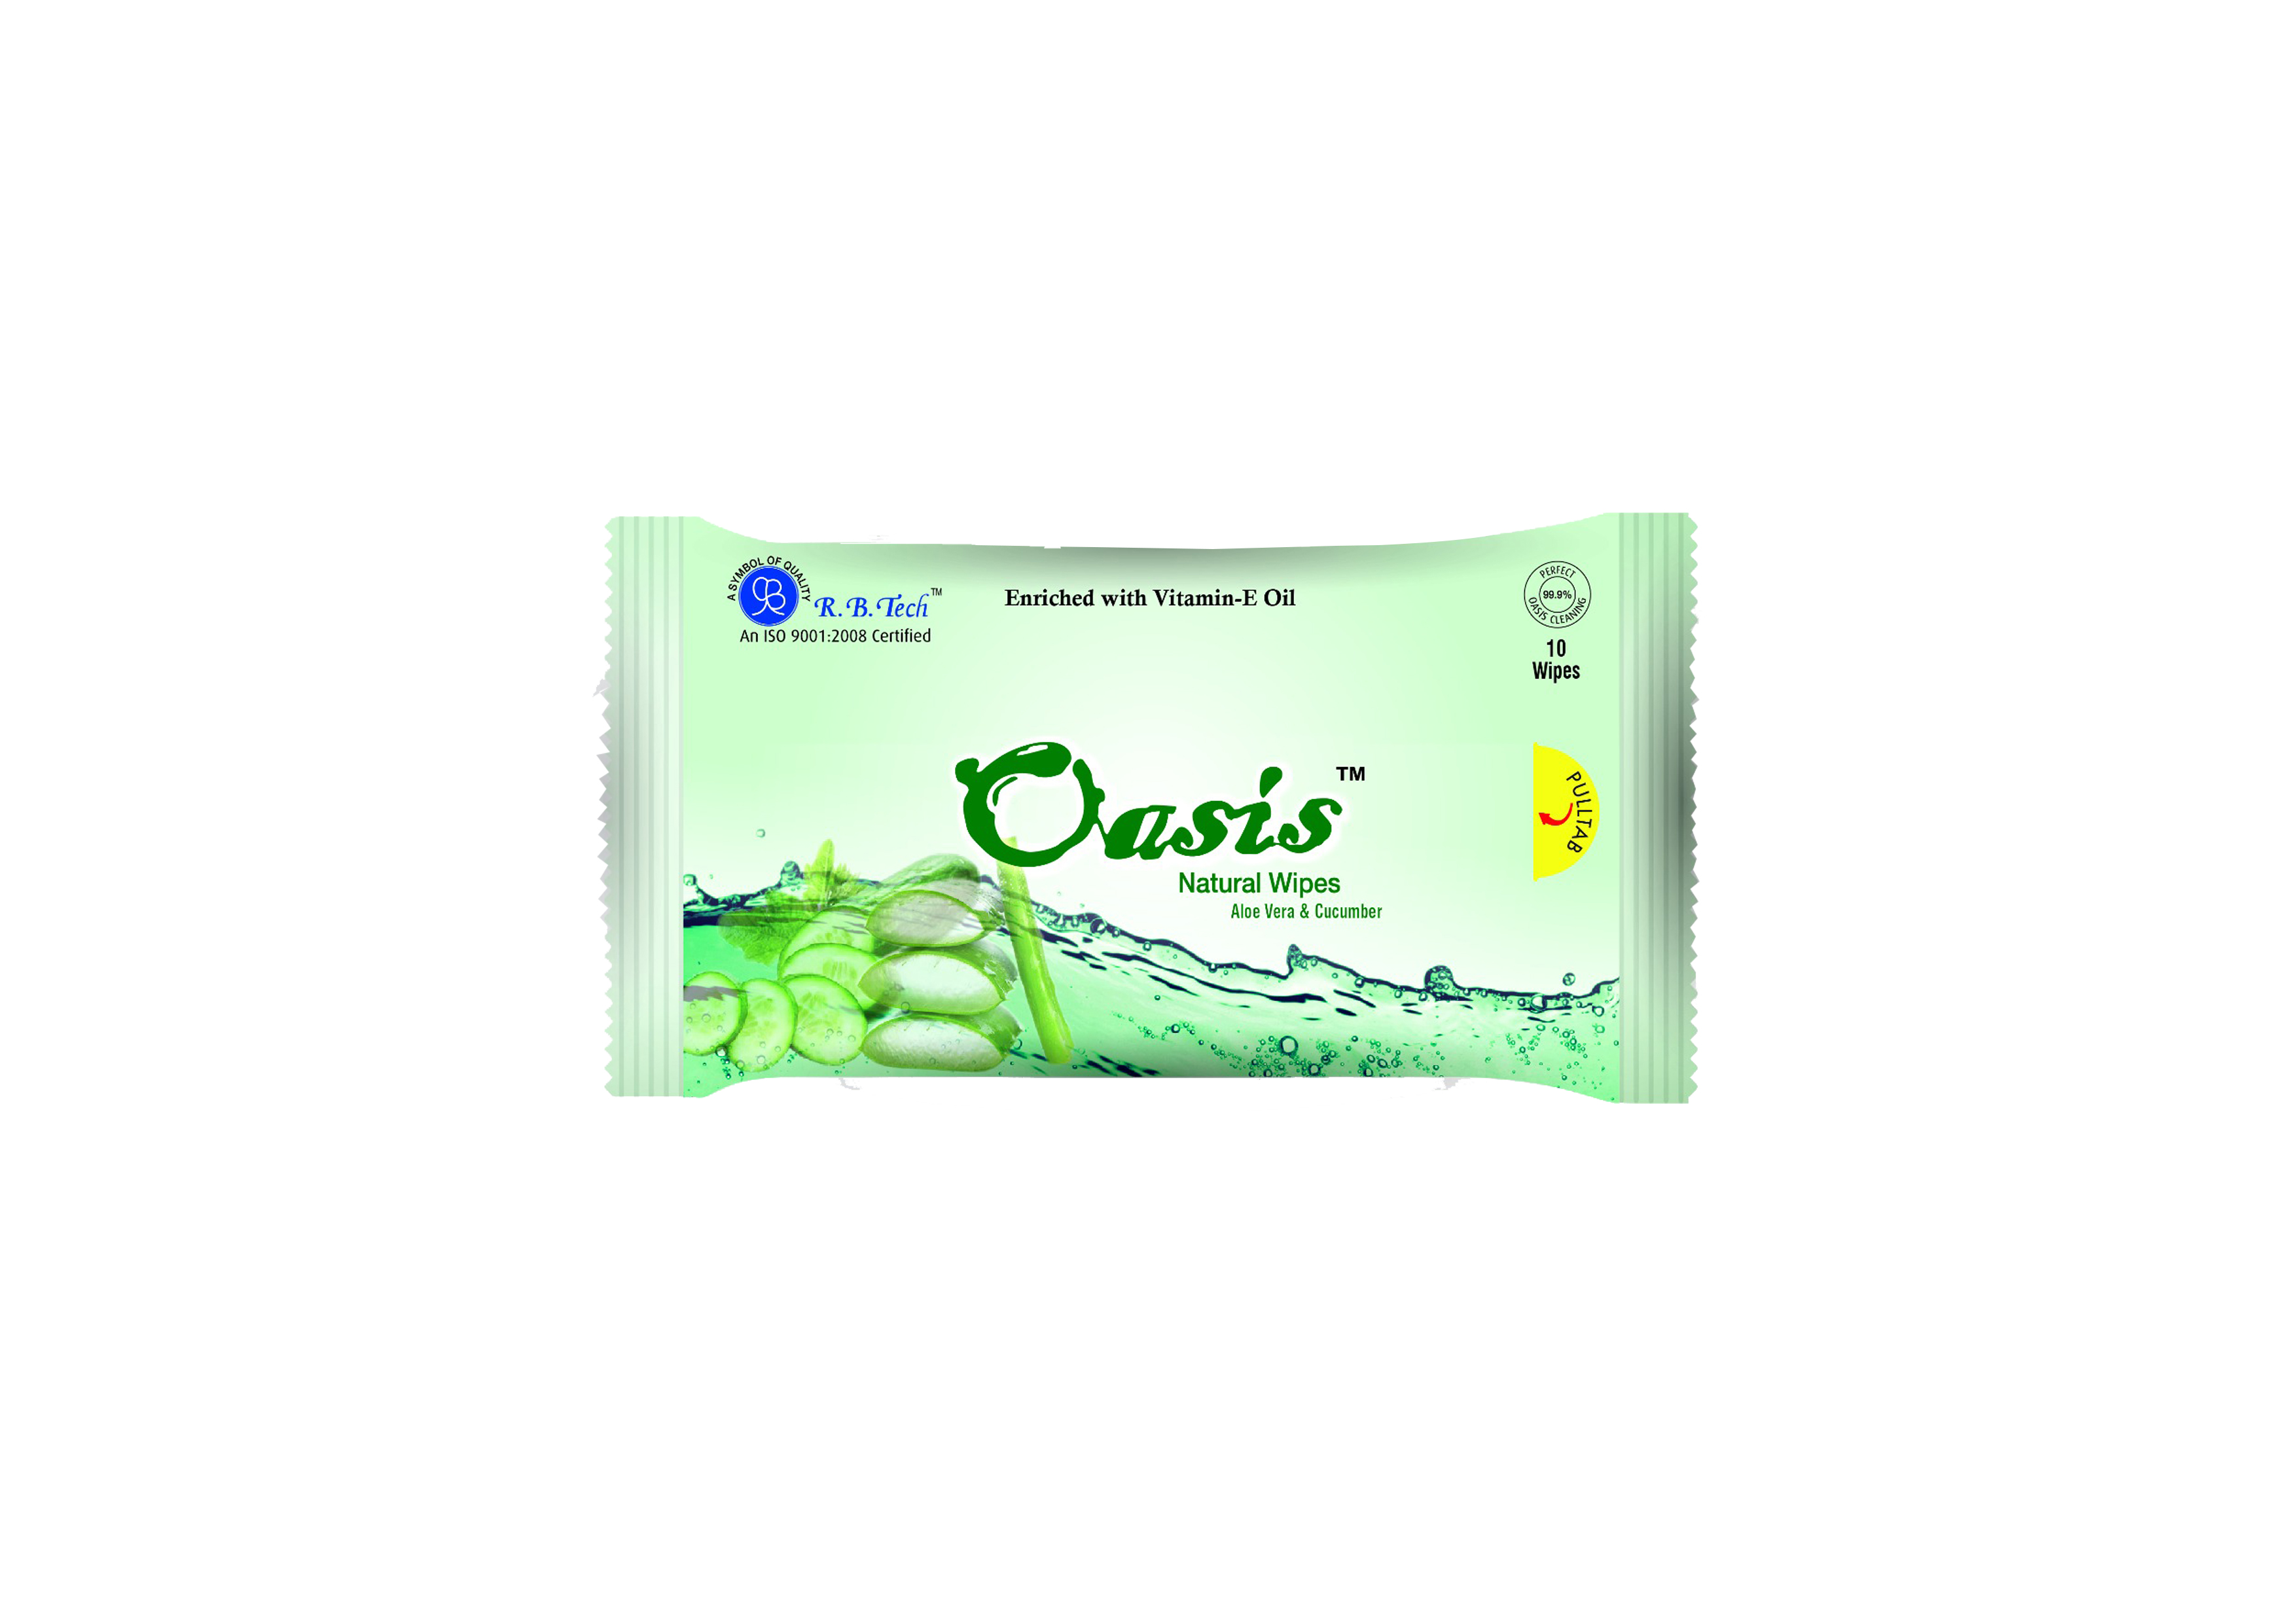 A SYMBOL OF QUALITY
R. B. Tech™
An ISO 9001:2008 Certified
Enriched with Vitamin-E Oil
PERFECT
99.9%
OASIS CLEANING
10
Wipes
Oasis™
Natural Wipes
Aloe Vera & Cucumber
PULLTAB